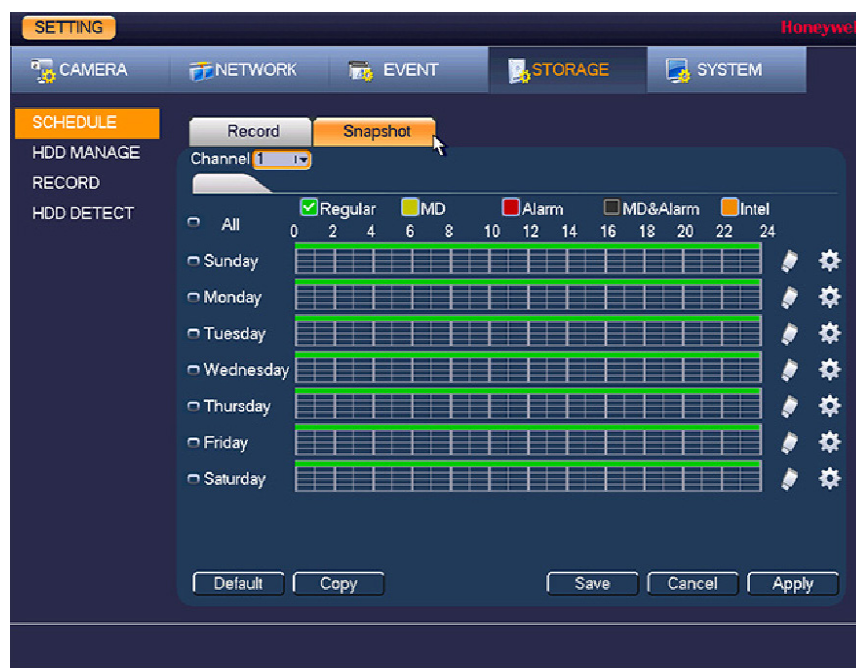 SETTING
Honeywel
CAMERA NETWORK EVENT STORAGE SYSTEM
SCHEDULE
HDD MANAGE
RECORD
HDD DETECT
Record Snapshot
Channel 1
All Regular MD Alarm MD&Alarm Intel
0 2 4 6 8 10 12 14 16 18 20 22 24
Sunday
Monday
Tuesday
Wednesday
Thursday
Friday
Saturday
Default Copy Save Cancel Apply